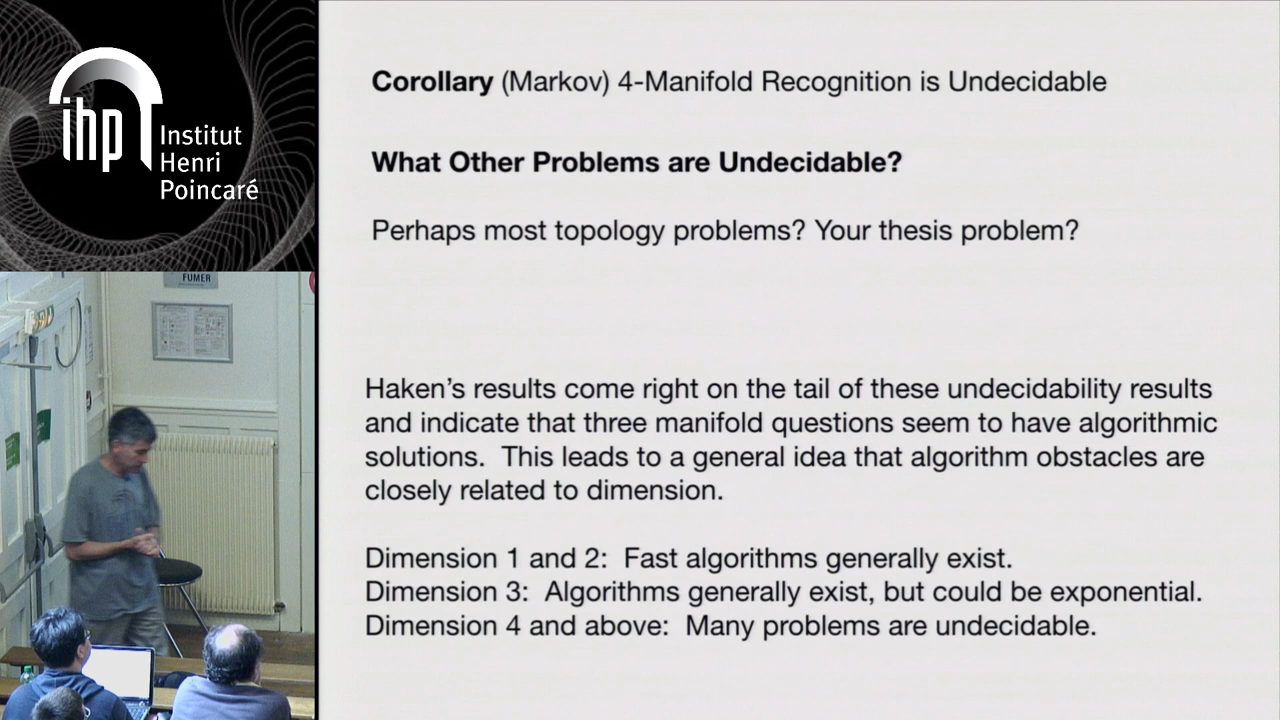 ihp
Institut
Henri
Poincaré
FUMER
Corollary (Markov) 4-Manifold Recognition is Undecidable
What Other Problems are Undecidable?
Perhaps most topology problems? Your thesis problem?
Haken's results come right on the tail of these undecidability results
and indicate that three manifold questions seem to have algorithmic
solutions. This leads to a general idea that algorithm obstacles are
closely related to dimension.
Dimension 1 and 2: Fast algorithms generally exist.
Dimension 3: Algorithms generally exist, but could be exponential.
Dimension 4 and above: Many problems are undecidable.